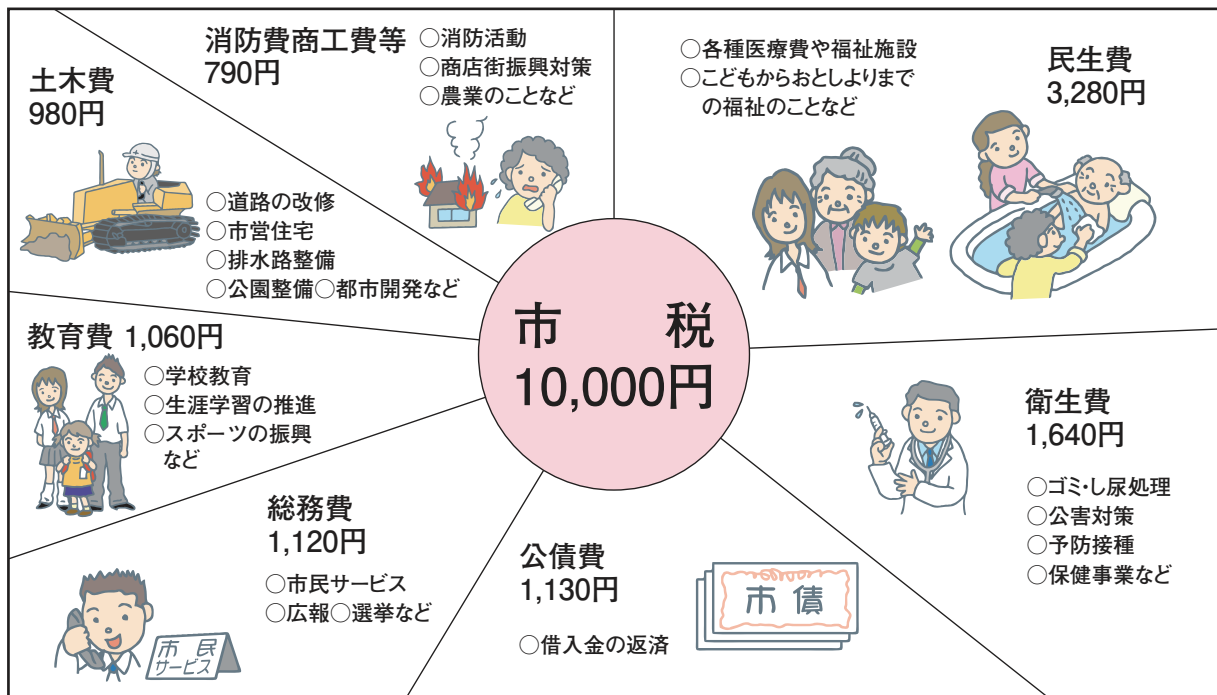 消防費商工費等
790円
○消防活動
○商店街振興対策
○農業のことなど
○各種医療費や福祉施設
○こどもからおとしよりまで
の福祉のことなど
民生費
3,280円
土木費
980円
○道路の改修
○市営住宅
○排水路整備
○公園整備○都市開発など
市 税
10,000円
教育費 1,060円
○学校教育
○生涯学習の推進
○スポーツの振興
など
衛生費
1,640円
○ゴミ・し尿処理
○公害対策
○予防接種
○保健事業など
総務費
1,120円
○市民サービス
○広報○選挙など
市民
サービス
公債費
1,130円
○借入金の返済
市債